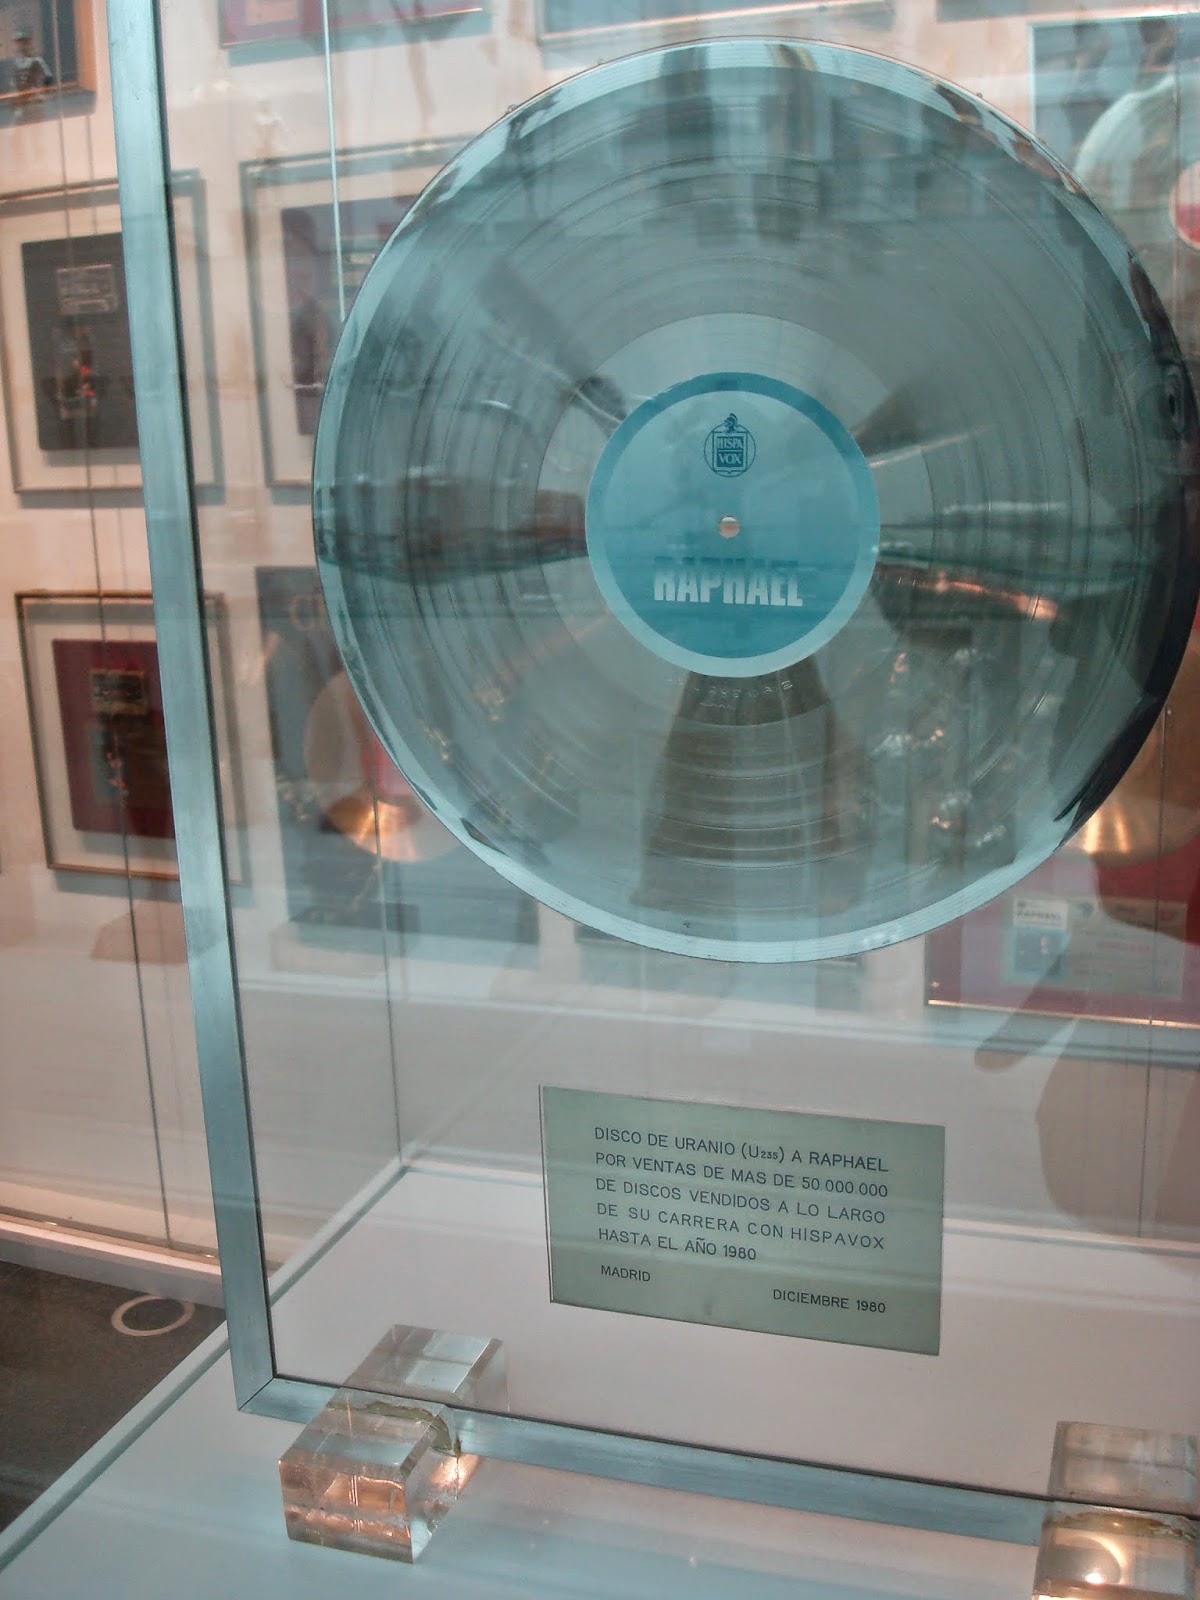 HISPA
VOX
RAPHAEL
DISCO DE URANIO (U₂₃₅) A RAPHAEL
POR VENTAS DE MAS DE 50.000.000
DE DISCOS VENDIDOS A LO LARGO
DE SU CARRERA CON HISPAVOX
HASTA EL AÑO 1980
MADRID
DICIEMBRE 1980
RAPHAEL